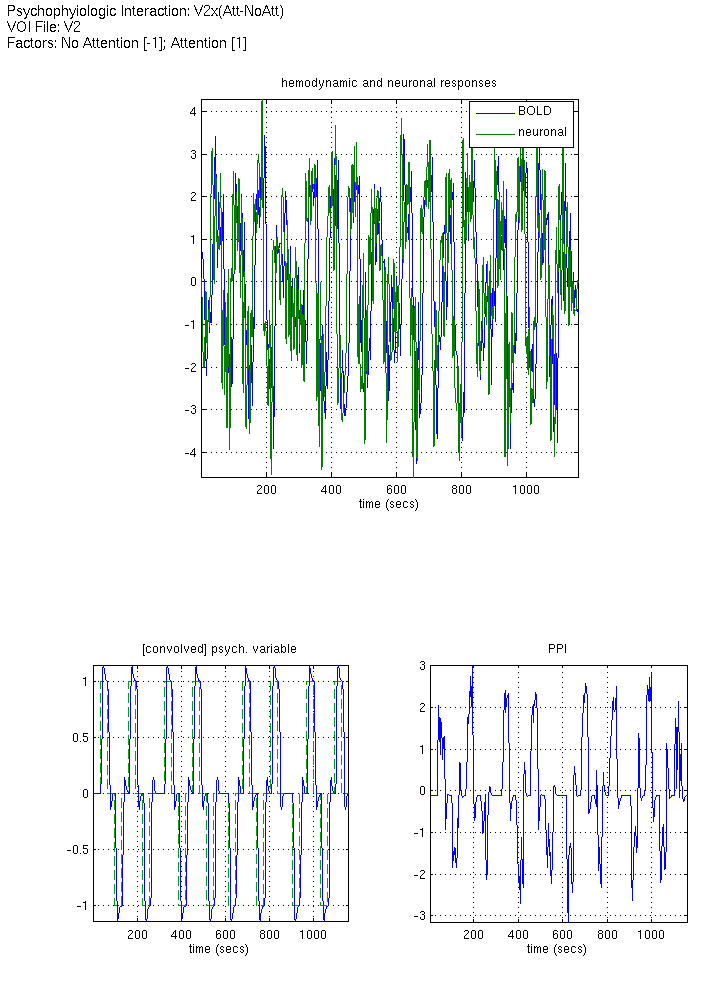 Psychophyiologic Interaction: V2x(Att-NoAtt)
VOI File: V2
Factors: No Attention [-1]; Attention [1]
hemodynamic and neuronal responses
BOLD
neuronal
4
3
2
1
0
-1
-2
-3
-4
200 400 600 800 1000
time (secs)
[convolved] psych. variable
1
0.5
0
-0.5
-1
200 400 600 800 1000
time (secs)
PPI
3
2
1
0
-1
-2
-3
200 400 600 800 1000
time (secs)